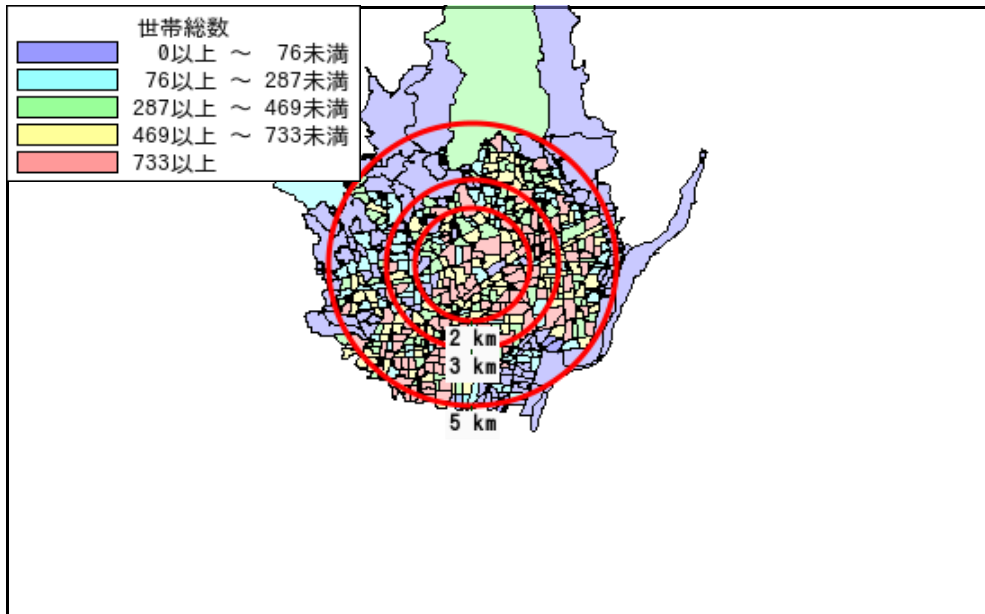 世帯総数
0以上 ～ 76未満
76以上 ～ 287未満
287以上 ～ 469未満
469以上 ～ 733未満
733以上
2 km
3 km
5 km